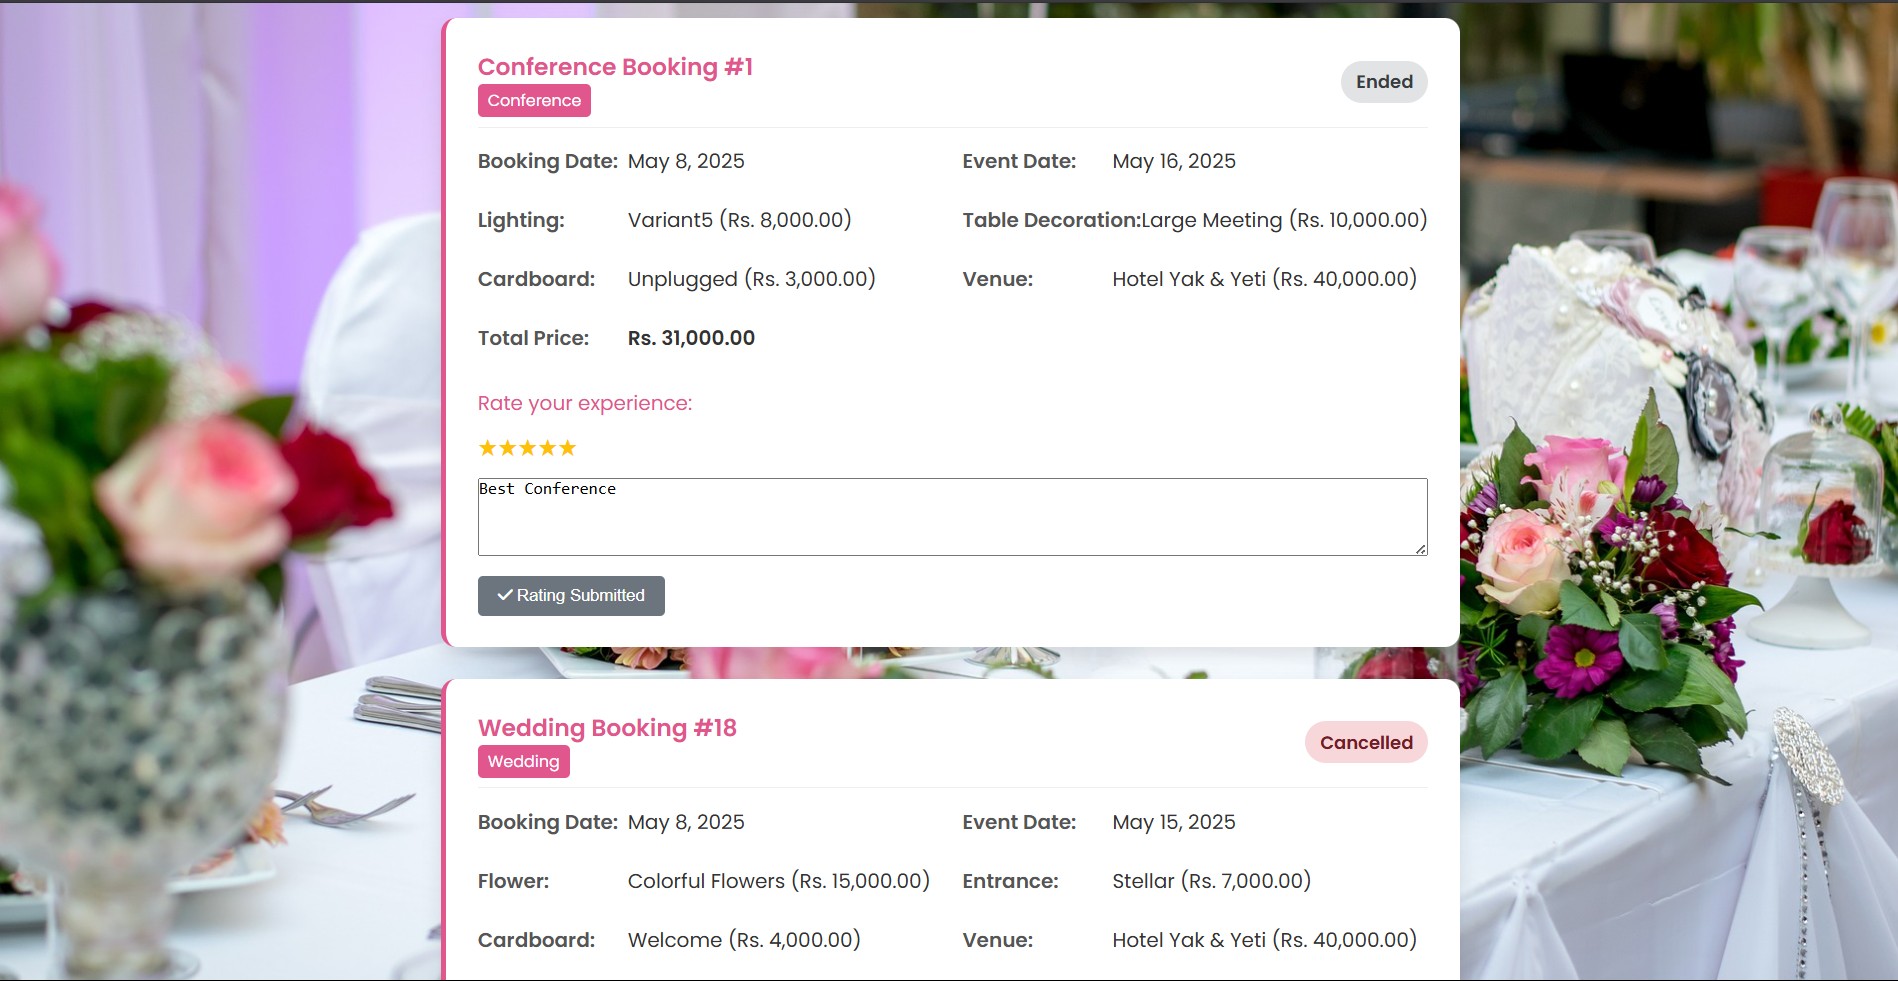 Conference Booking #1
Conference
Ended
Booking Date: May 8, 2025 Event Date: May 16, 2025
Lighting: Variant5 (Rs. 8,000.00) Table Decoration:Large Meeting (Rs. 10,000.00)
Cardboard: Unplugged (Rs. 3,000.00) Venue: Hotel Yak & Yeti (Rs. 40,000.00)
Total Price: Rs. 31,000.00
Rate your experience:
★★★★★
Best Conference
✓ Rating Submitted
Wedding Booking #18
Wedding
Cancelled
Booking Date: May 8, 2025 Event Date: May 15, 2025
Flower: Colorful Flowers (Rs. 15,000.00) Entrance: Stellar (Rs. 7,000.00)
Cardboard: Welcome (Rs. 4,000.00) Venue: Hotel Yak & Yeti (Rs. 40,000.00)